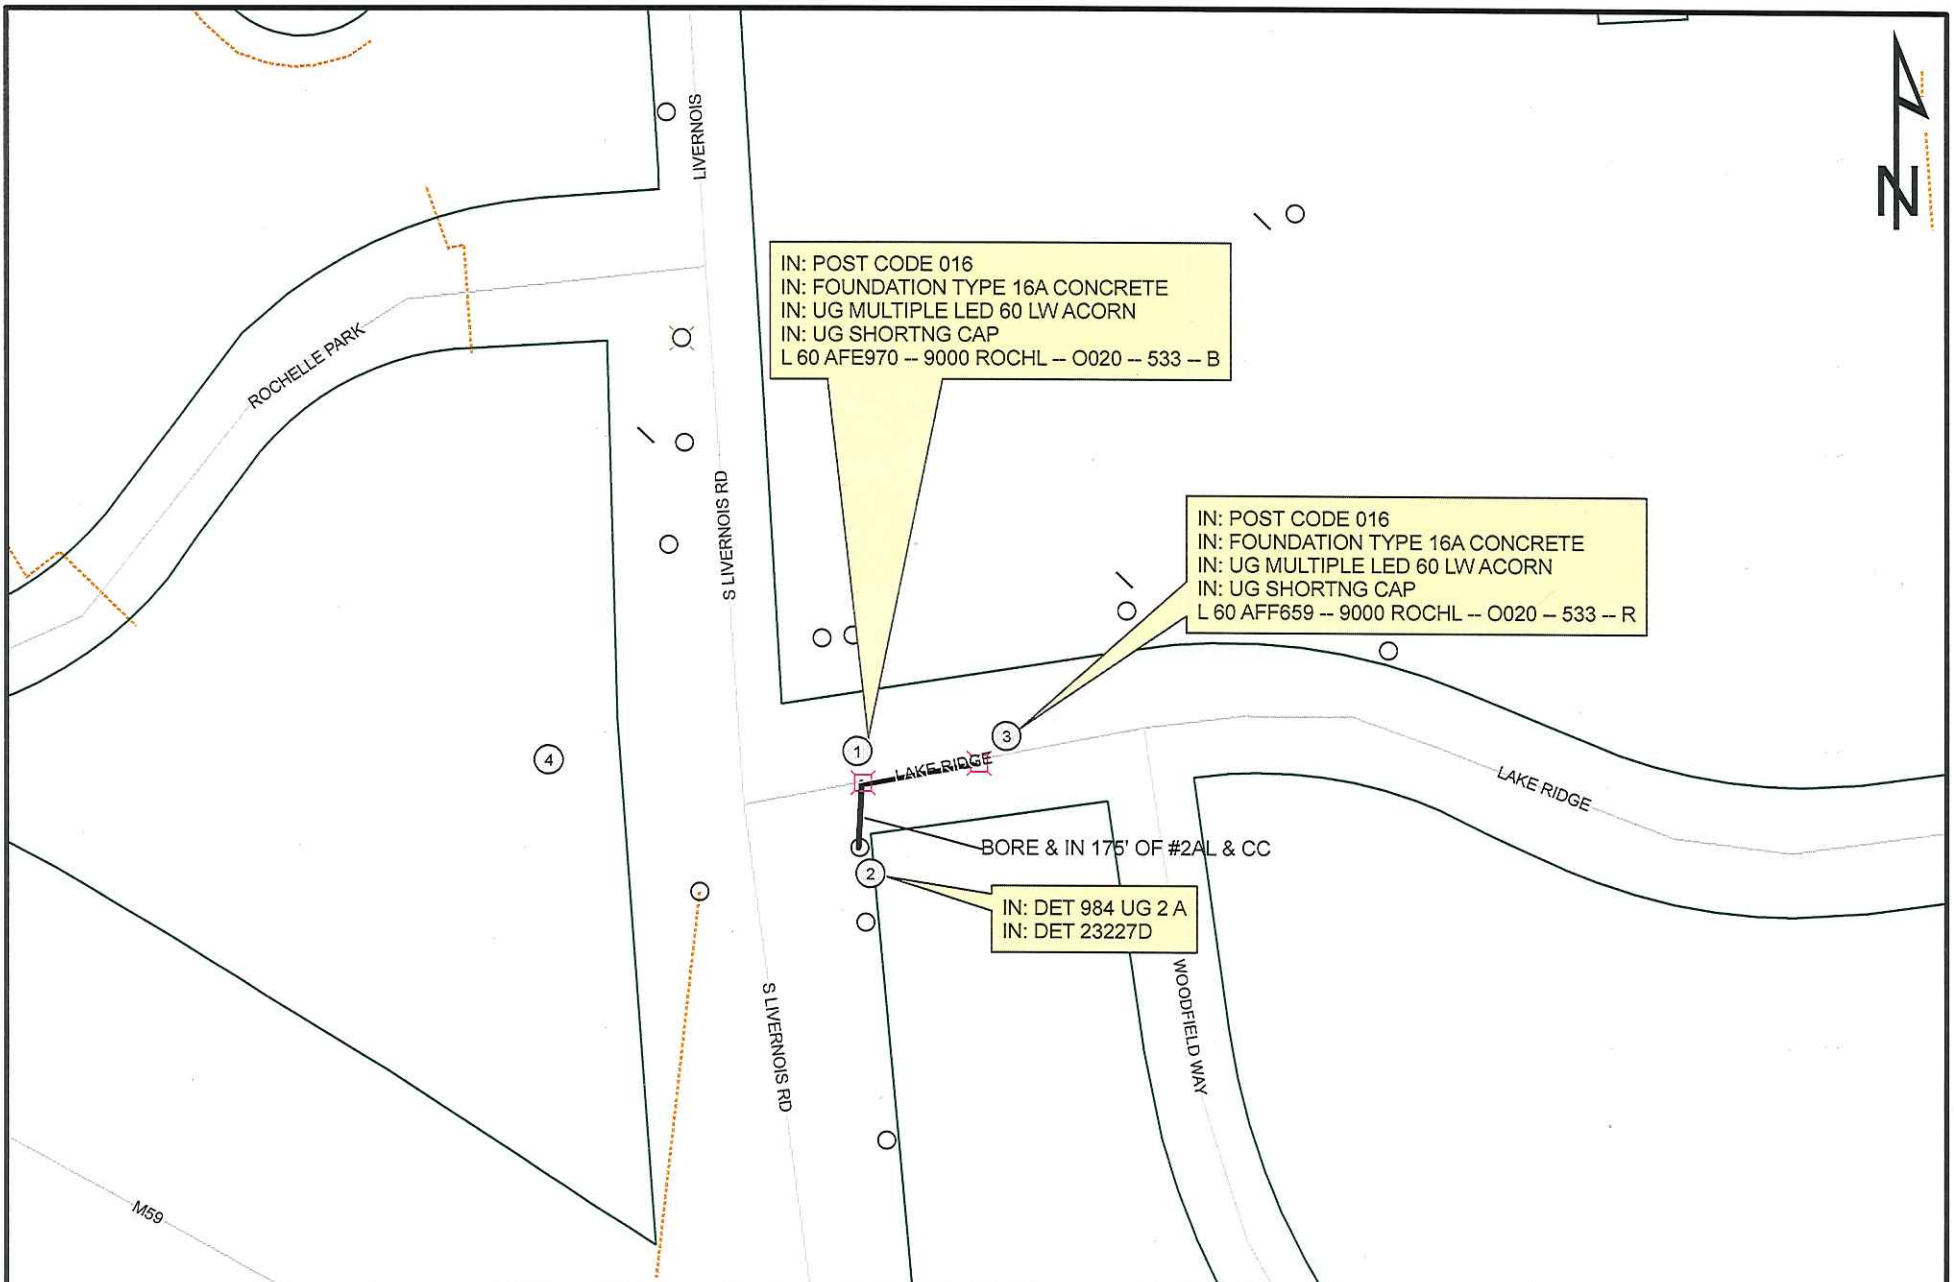 LIVERNOIS
N
IN: POST CODE 016
IN: FOUNDATION TYPE 16A CONCRETE
IN: UG MULTIPLE LED 60 LW ACORN
IN: UG SHORTNG CAP
L 60 AFE970 -- 9000 ROCHL -- O020 -- 533 -- B
ROCHELLE PARK
S LIVERNOIS RD
IN: POST CODE 016
IN: FOUNDATION TYPE 16A CONCRETE
IN: UG MULTIPLE LED 60 LW ACORN
IN: UG SHORTNG CAP
L 60 AFF659 -- 9000 ROCHL -- O020 -- 533 -- R
1
3
4
LAKE RIDGE
LAKE RIDGE
BORE & IN 175' OF #2AL & CC
2
IN: DET 984 UG 2 A
IN: DET 23227D
S LIVERNOIS RD
WOODFIELD WAY
M59